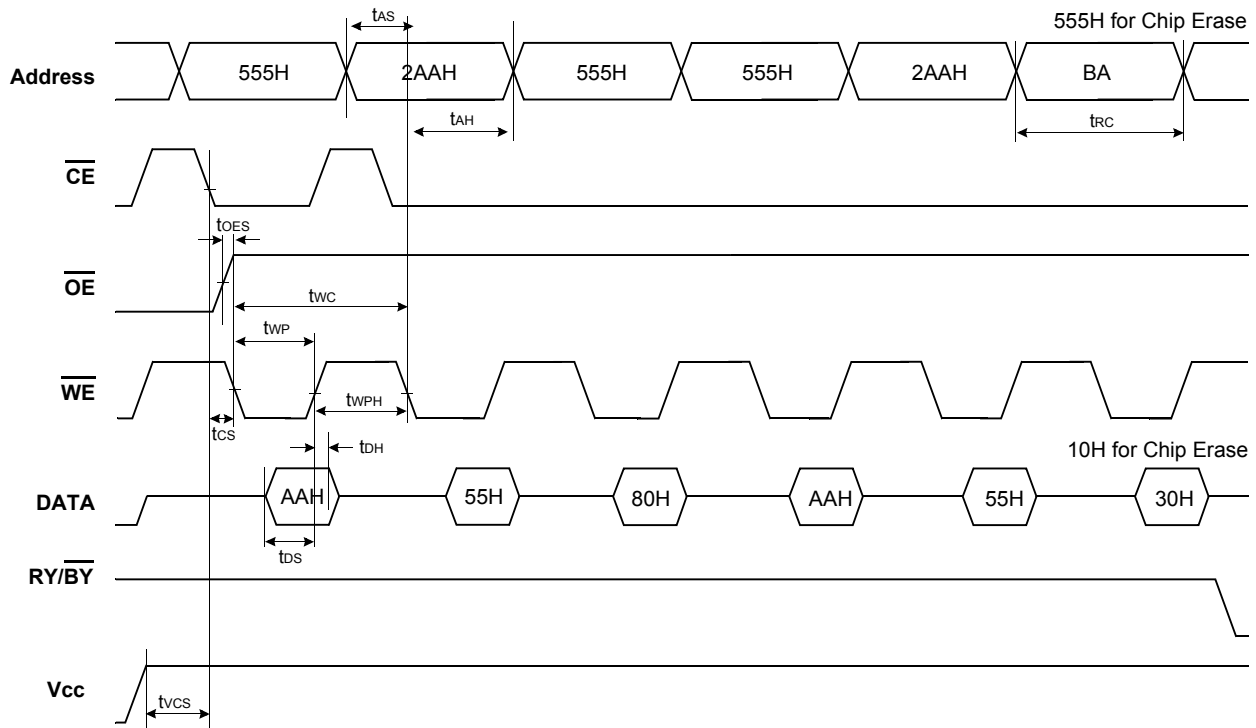 tAS
555H for Chip Erase
Address 555H 2AAH 555H 555H 2AAH BA
tAH tRC
CE
tOES
OE
tWC
tWP
WE
tWPH
tCS
tDH
10H for Chip Erase
DATA AAH 55H 80H AAH 55H 30H
tDS
RY/BY
Vcc
tVCS